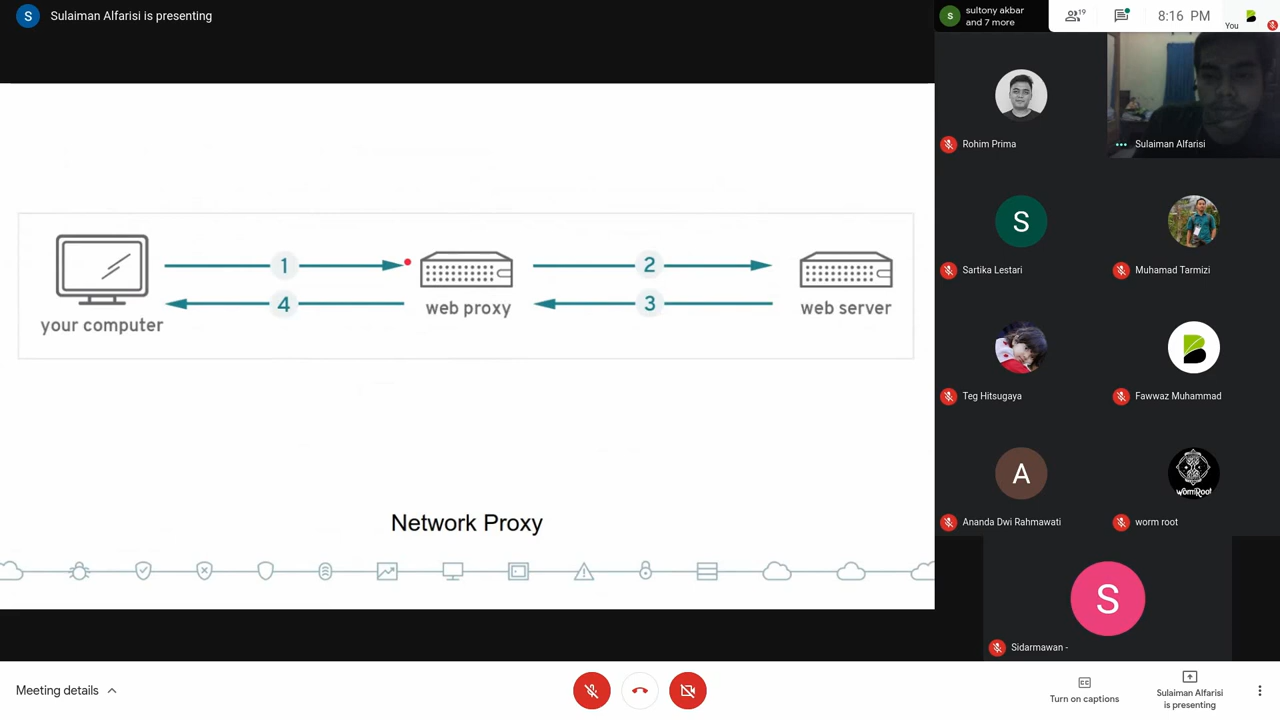 S Sulaiman Alfarisi is presenting
S sultony akbar
and 7 more
19
8:16 PM
You
Rohim Prima
Sulaiman Alfarisi
1
2
4
3
your computer
web proxy
web server
S
Sartika Lestari
Muhamad Tarmizi
Teg Hitsugaya
Fawwaz Muhammad
A
Ananda Dwi Rahmawati
WormRoot
worm root
Network Proxy
S
Sidarmawan -
Meeting details
CC
Turn on captions
Sulaiman Alfarisi
is presenting